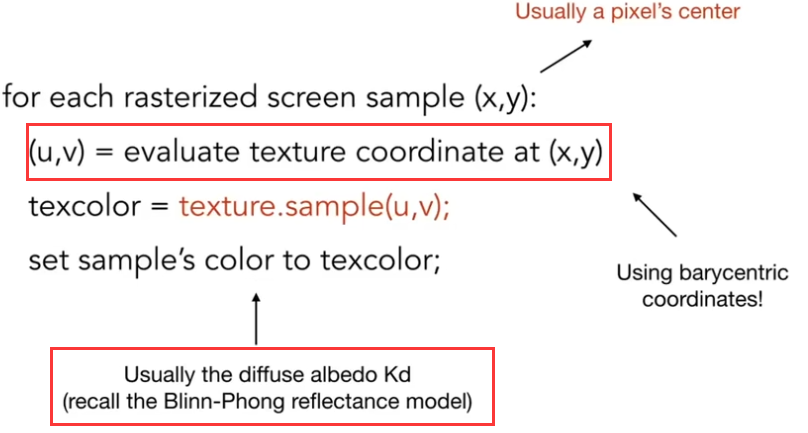 Usually a pixel's center
for each rasterized screen sample (x,y):
(u,v) = evaluate texture coordinate at (x,y)
texcolor = texture.sample(u,v);
set sample's color to texcolor;
Using barycentric
coordinates!
Usually the diffuse albedo Kd
(recall the Blinn-Phong reflectance model)